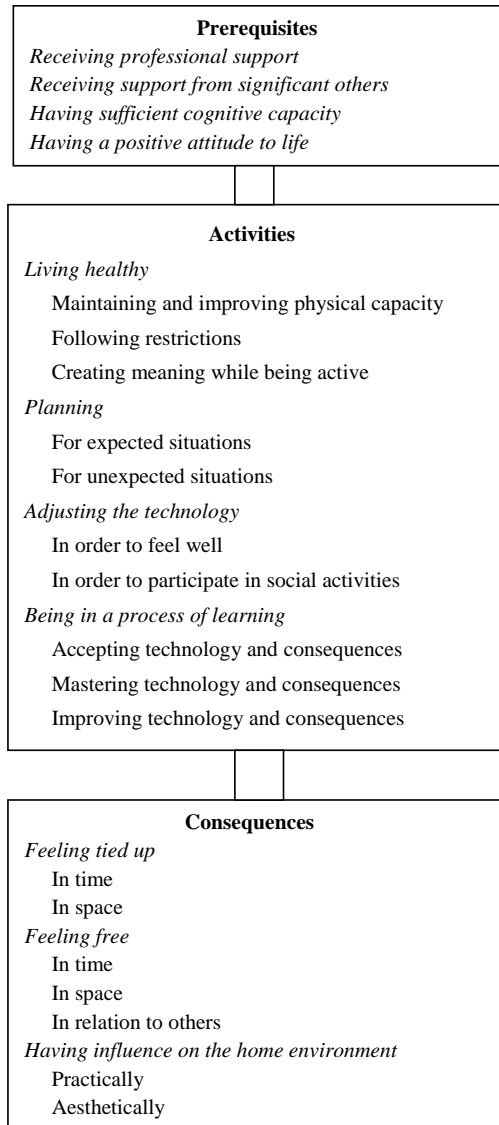 Prerequisites
Receiving professional support
Receiving support from significant others
Having sufficient cognitive capacity
Having a positive attitude to life
Activities
Living healthy
Maintaining and improving physical capacity
Following restrictions
Creating meaning while being active
Planning
For expected situations
For unexpected situations
Adjusting the technology
In order to feel well
In order to participate in social activities
Being in a process of learning
Accepting technology and consequences
Mastering technology and consequences
Improving technology and consequences
Consequences
Feeling tied up
In time
In space
Feeling free
In time
In space
In relation to others
Having influence on the home environment
Practically
Aesthetically